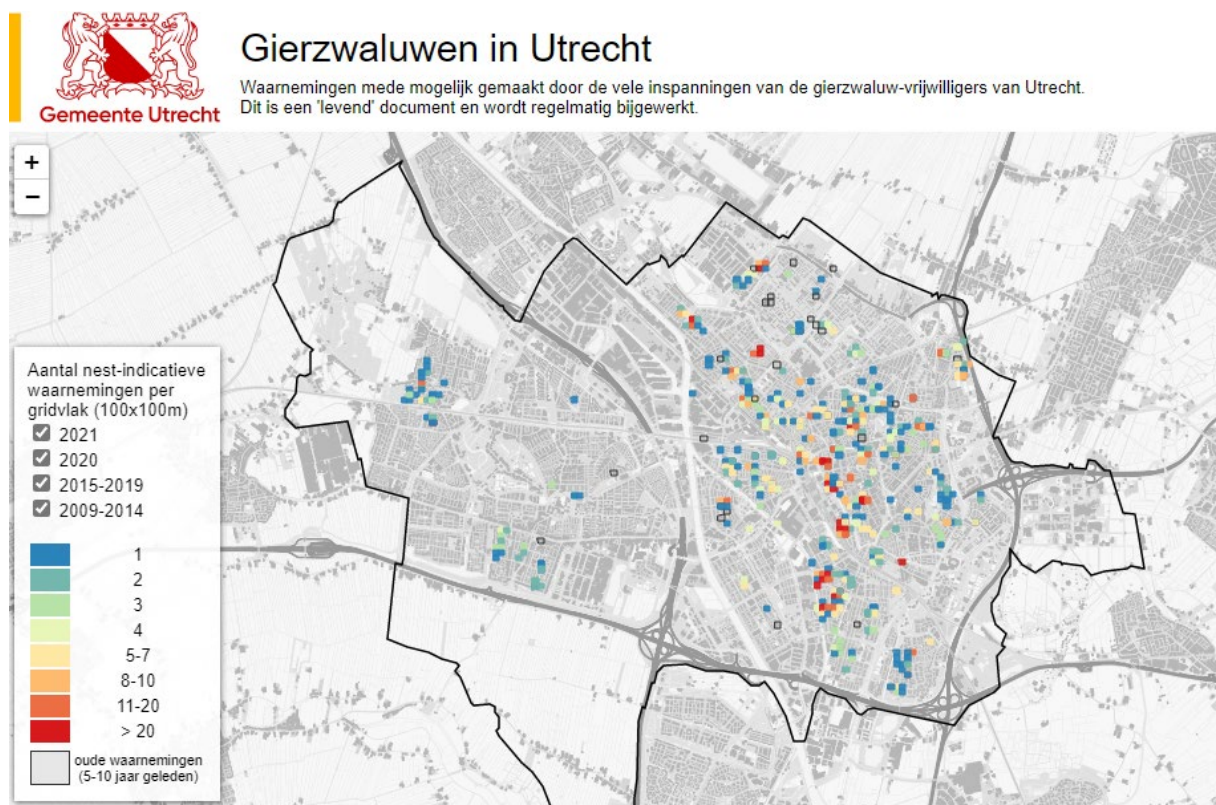 Gierzwaluwen in Utrecht
Waarnemingen mede mogelijk gemaakt door de vele inspanningen van de gierzwaluw-vrijwilligers van Utrecht.
Dit is een 'levend' document en wordt regelmatig bijgewerkt.
Gemeente Utrecht
+
−
Aantal nest-indicatieve
waarnemingen per
gridvlak (100x100m)
2021
2020
2015-2019
2009-2014
1
2
3
4
5-7
8-10
11-20
> 20
oude waarnemingen
(5-10 jaar geleden)